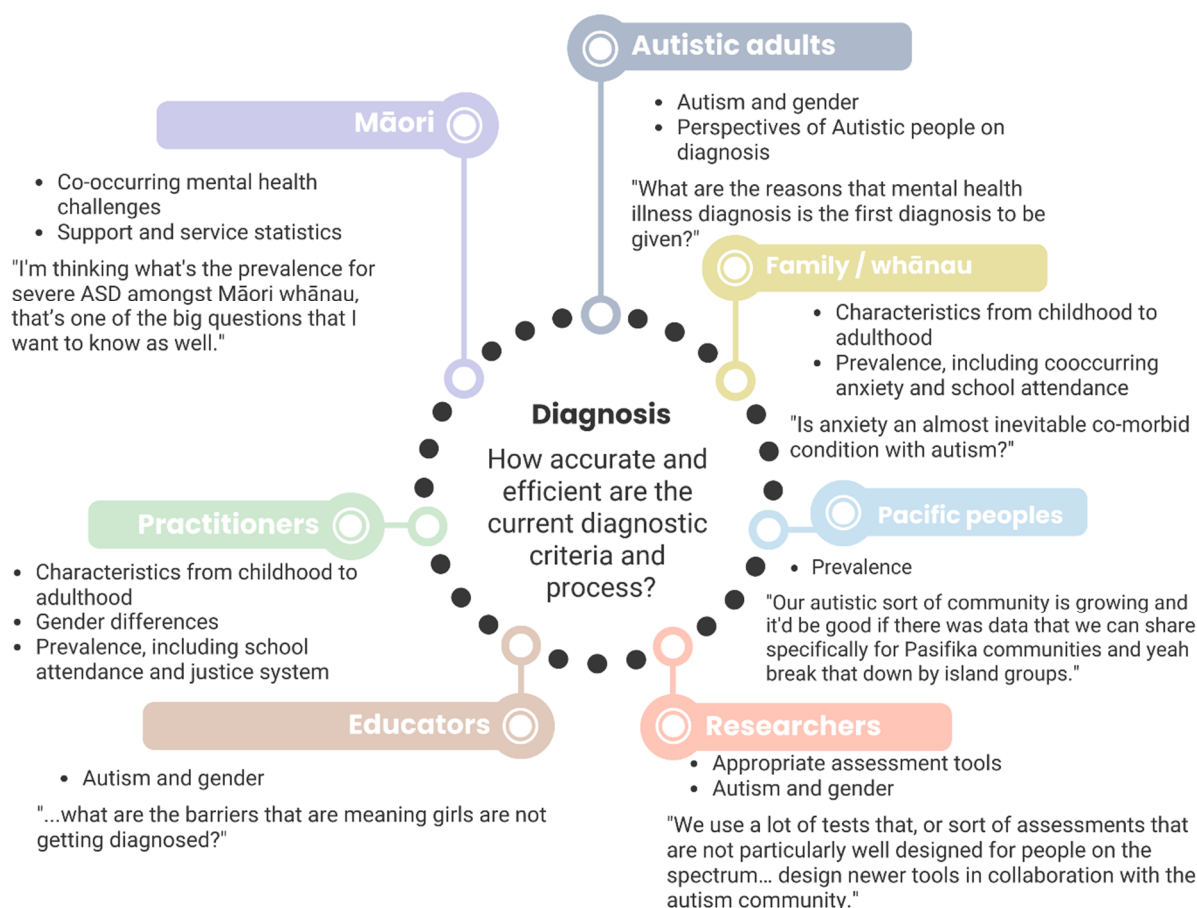 Autistic adults
• Autism and gender
• Perspectives of Autistic people on
diagnosis
"What are the reasons that mental health
illness diagnosis is the first diagnosis to be
given?"
Māori
• Co-occurring mental health
challenges
• Support and service statistics
"I'm thinking what's the prevalence for
severe ASD amongst Māori whānau,
that's one of the big questions that I
want to know as well."
Family / whānau
• Characteristics from childhood to
adulthood
• Prevalence, including cooccurring
anxiety and school attendance
"Is anxiety an almost inevitable co-morbid
condition with autism?"
Diagnosis
How accurate and
efficient are the
current diagnostic
criteria and
process?
Practitioners
• Characteristics from childhood to
adulthood
• Gender differences
• Prevalence, including school
attendance and justice system
Pacific peoples
• Prevalence
"Our autistic sort of community is growing and
it'd be good if there was data that we can share
specifically for Pasifika communities and yeah
break that down by island groups."
Educators
• Autism and gender
"...what are the barriers that are meaning girls are not
getting diagnosed?"
Researchers
• Appropriate assessment tools
• Autism and gender
"We use a lot of tests that, or sort of assessments that
are not particularly well designed for people on the
spectrum... design newer tools in collaboration with the
autism community."